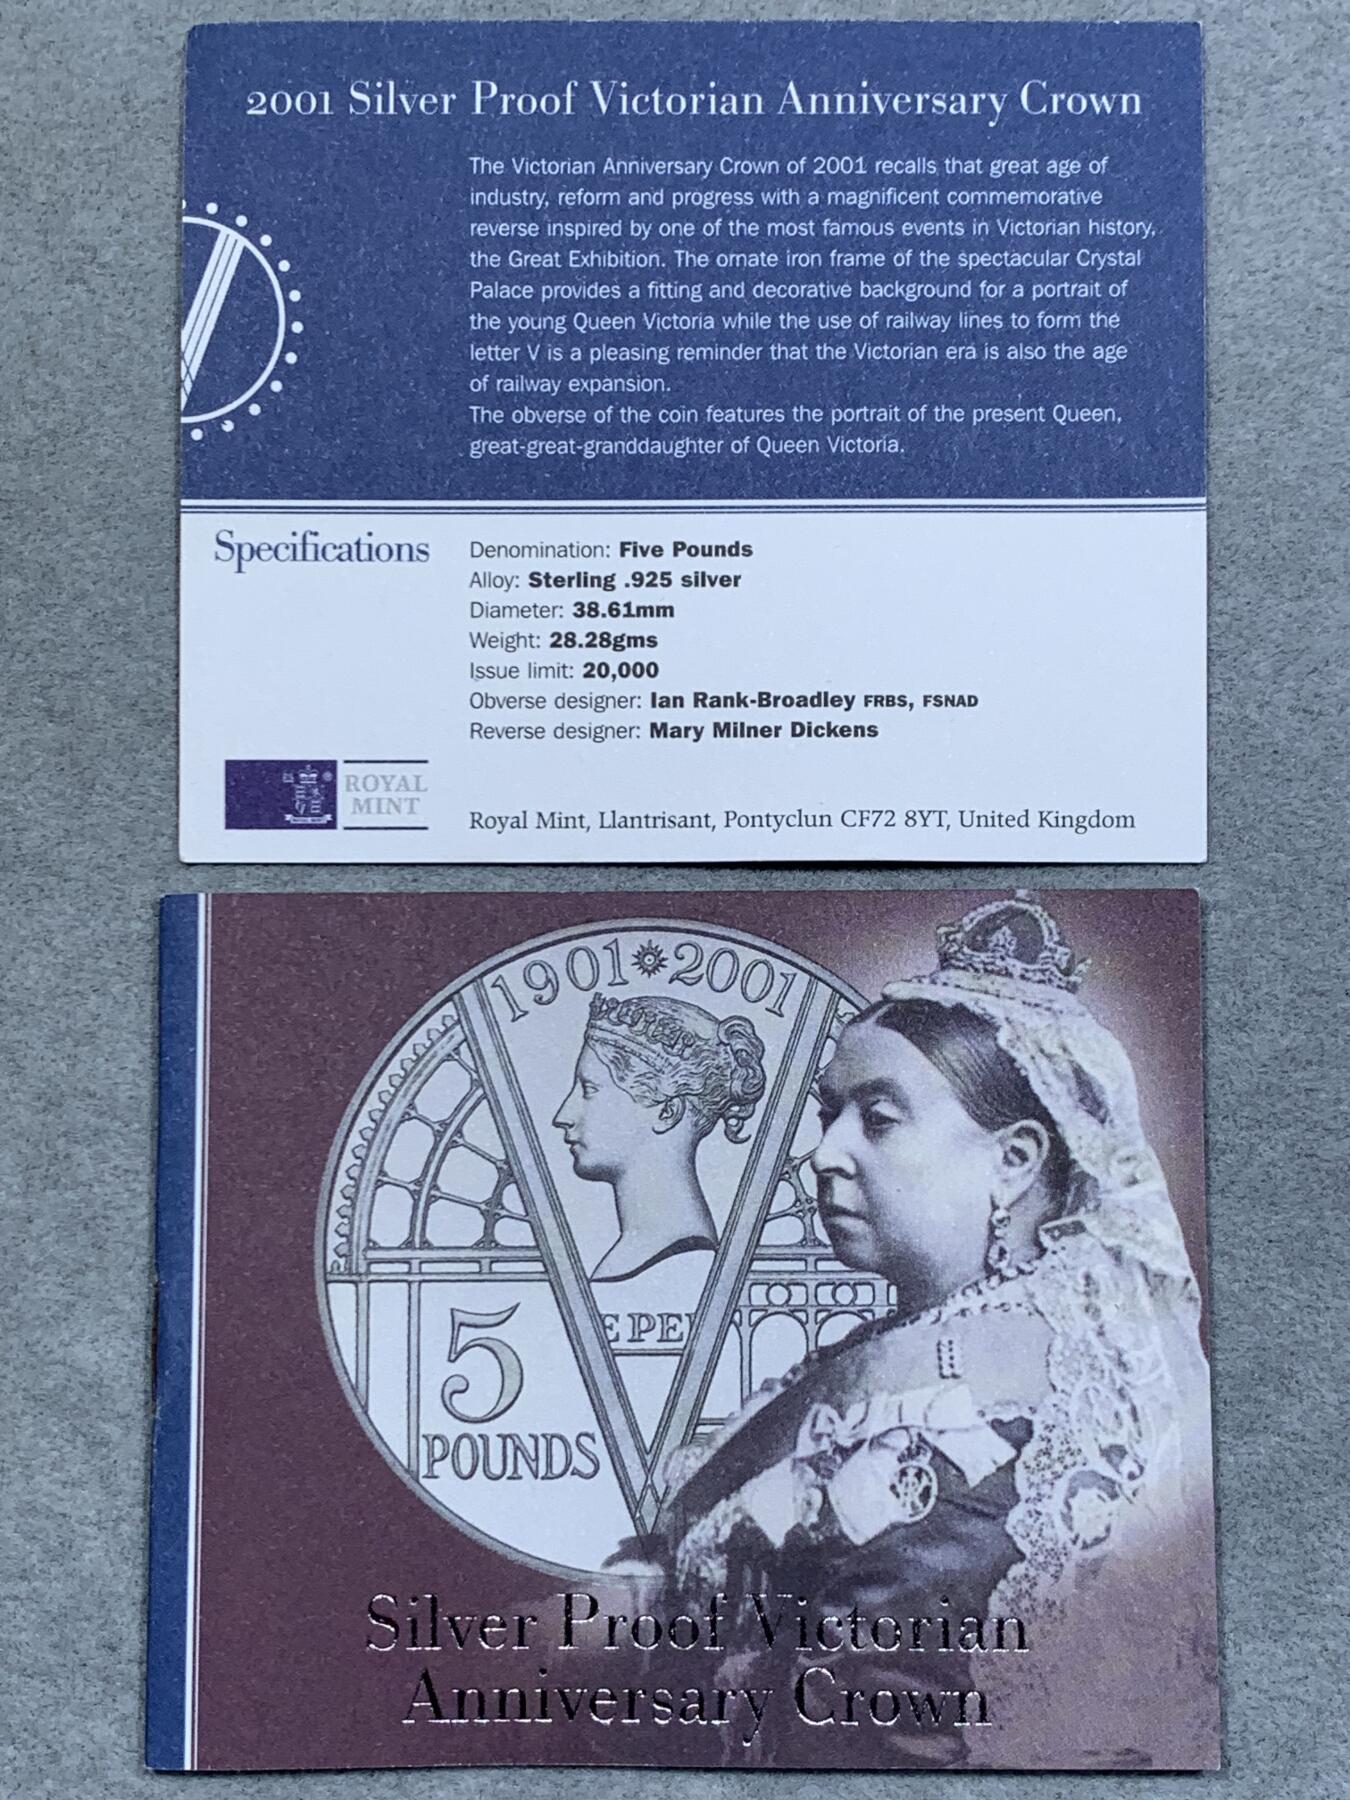 2001 Silver Proof Victorian Anniversary Crown
The Victorian Anniversary Crown of 2001 recalls that great age of
industry, reform and progress with a magnificent commemorative
reverse inspired by one of the most famous events in Victorian history,
the Great Exhibition. The ornate iron frame of the spectacular Crystal
Palace provides a fitting and decorative background for a portrait of
the young Queen Victoria while the use of railway lines to form the
letter V is a pleasing reminder that the Victorian era is also the age
of railway expansion.
The obverse of the coin features the portrait of the present Queen,
great-great-granddaughter of Queen Victoria.
Specifications
Denomination: Five Pounds
Alloy: Sterling .925 silver
Diameter: 38.61mm
Weight: 28.28gms
Issue limit: 20,000
Obverse designer: Ian Rank-Broadley FRBS, FSNAD
Reverse designer: Mary Milner Dickens
ROYAL
MINT
Royal Mint, Llantrisant, Pontyclun CF72 8YT, United Kingdom
1901 2001
E PE
5
POUNDS
Silver Proof Victorian
Anniversary Crown